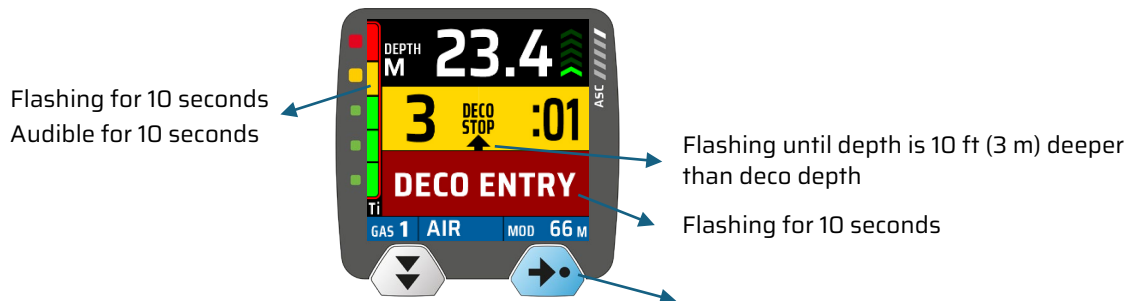 DEPTH
M
23.4
ASC
3
DECO
STOP
:01
DECO ENTRY
Ti
GAS 1 AIR MOD 66 M
Flashing for 10 seconds
Audible for 10 seconds
Flashing until depth is 10 ft (3 m) deeper
than deco depth
Flashing for 10 seconds